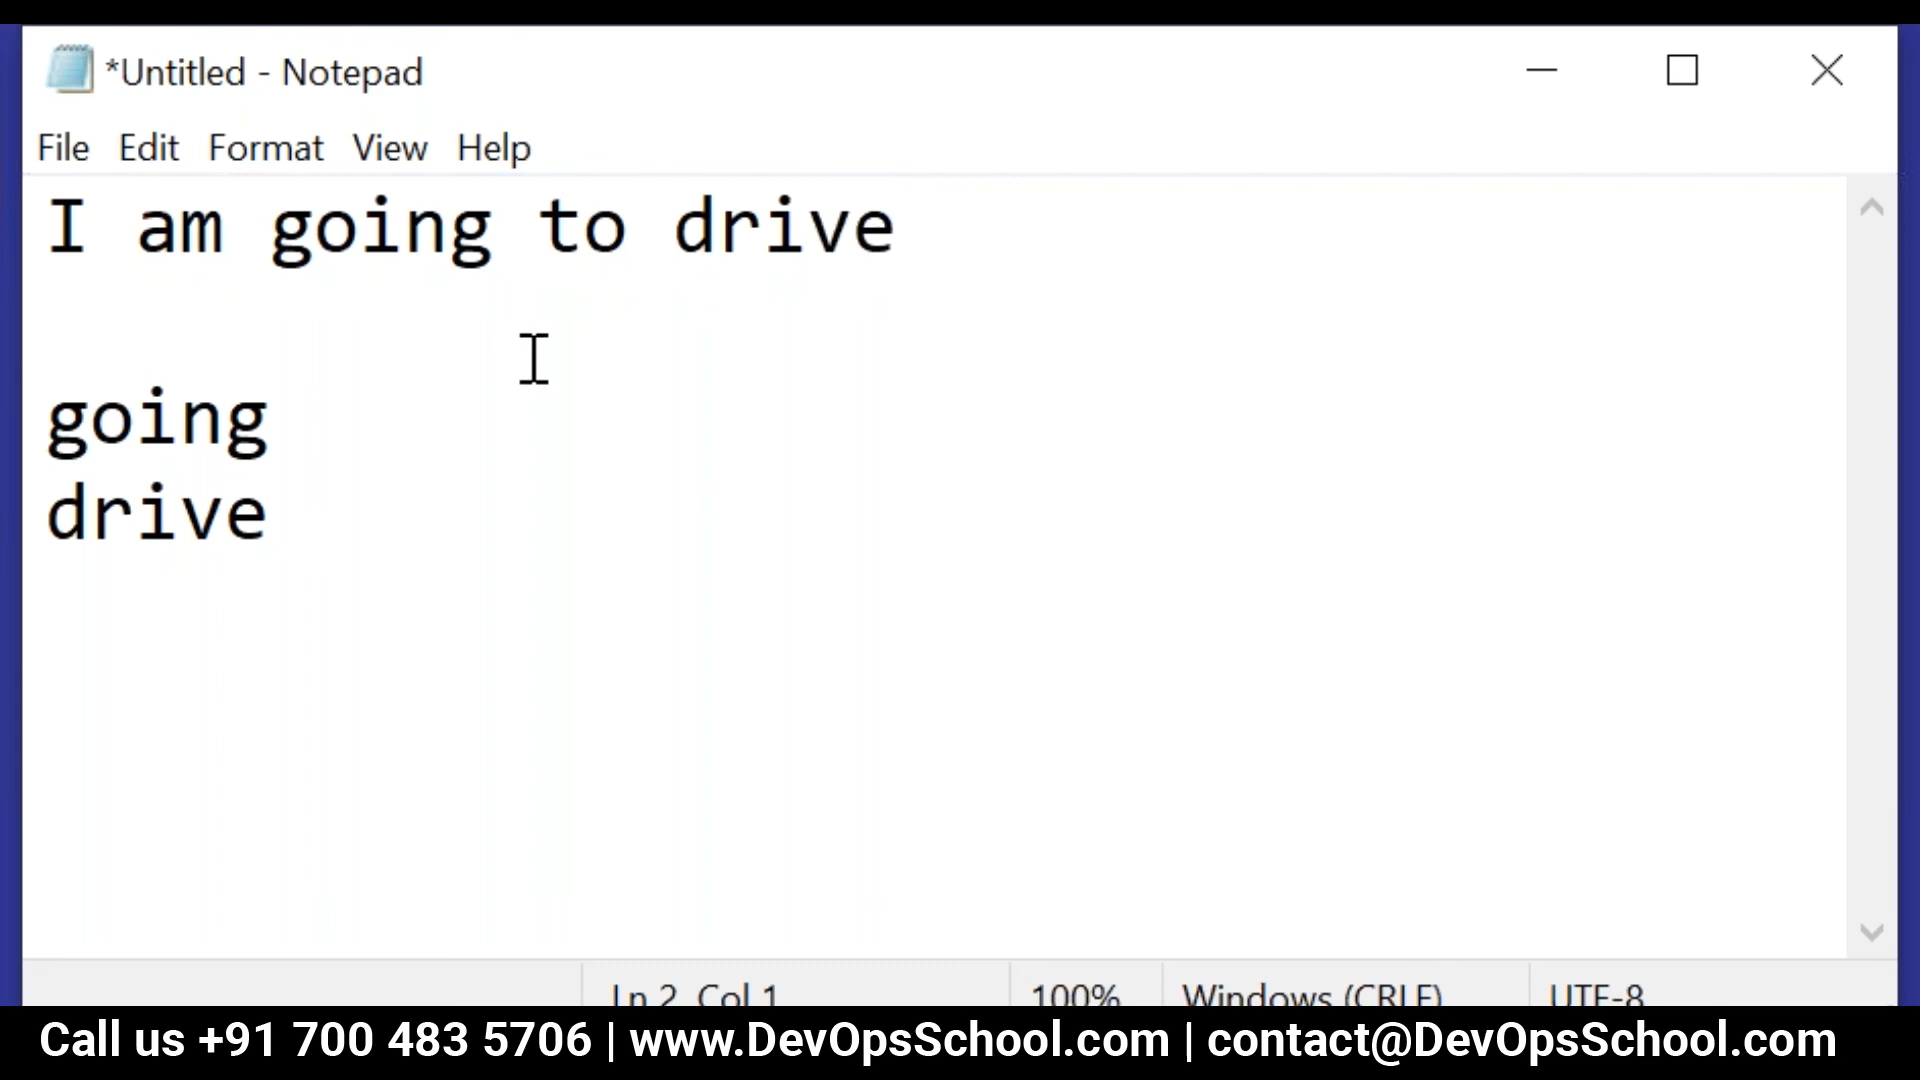 *Untitled - Notepad
File Edit Format View Help
I am going to drive
going
drive
Ln 2, Col 1 100% Windows (CRLF) UTF-8
Call us +91 700 483 5706 | www.DevOpsSchool.com | contact@DevOpsSchool.com